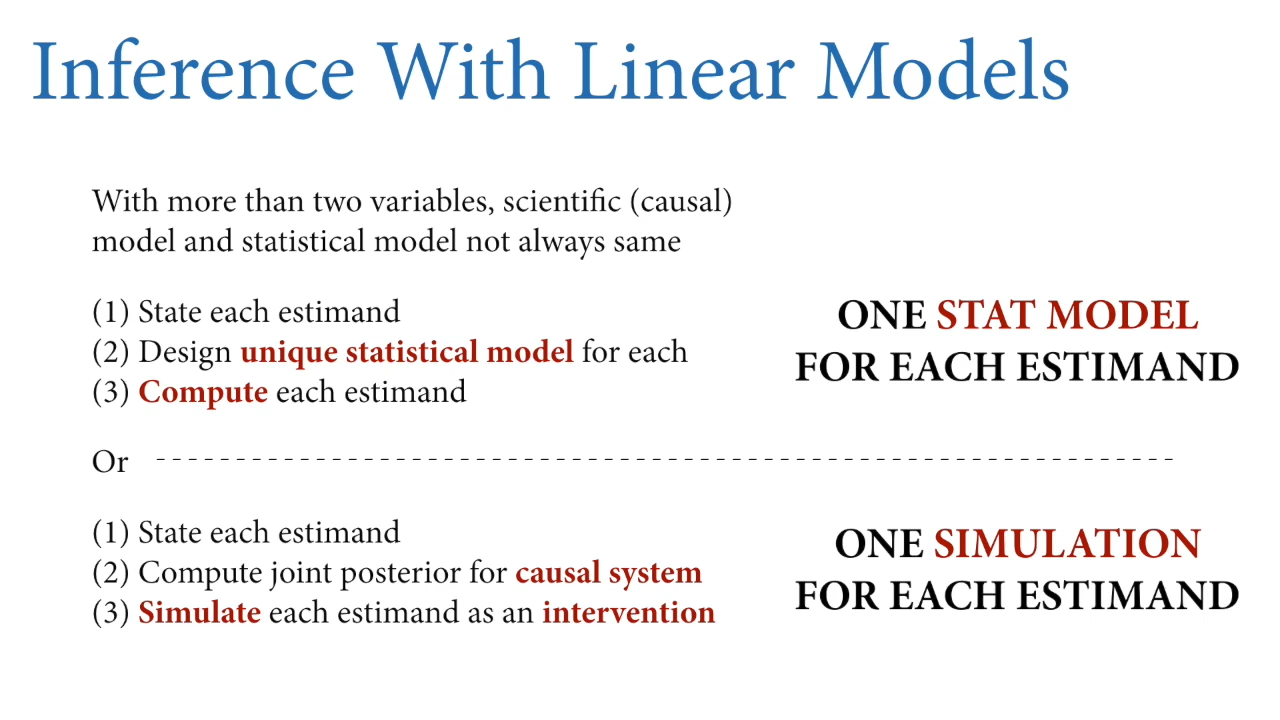 Inference With Linear Models
With more than two variables, scientific (causal)
model and statistical model not always same
(1) State each estimand
(2) Design unique statistical model for each
(3) Compute each estimand
ONE STAT MODEL
FOR EACH ESTIMAND
Or
(1) State each estimand
(2) Compute joint posterior for causal system
(3) Simulate each estimand as an intervention
ONE SIMULATION
FOR EACH ESTIMAND